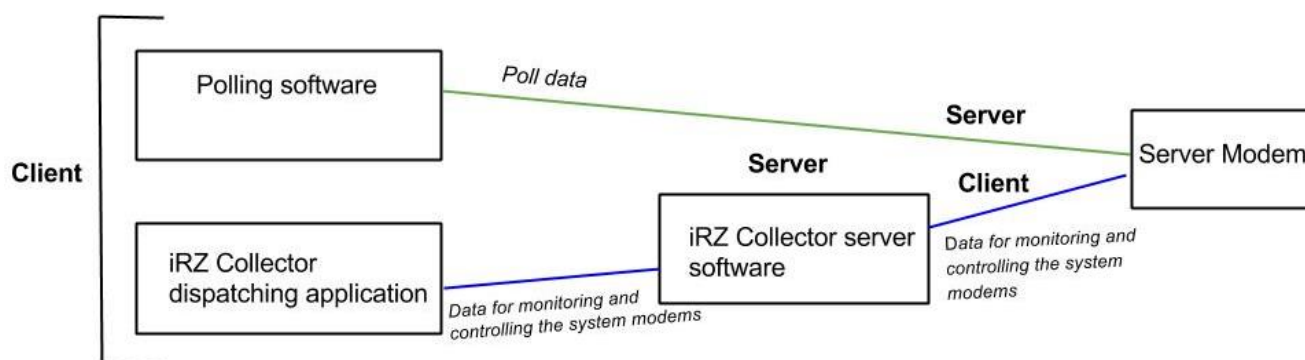 Polling software
Poll data
Server
Server Modem
Client
Server
Client
iRZ Collector server
software
Data for monitoring and
controlling the system
modems
iRZ Collector
dispatching application
Data for monitoring and
controlling the system modems